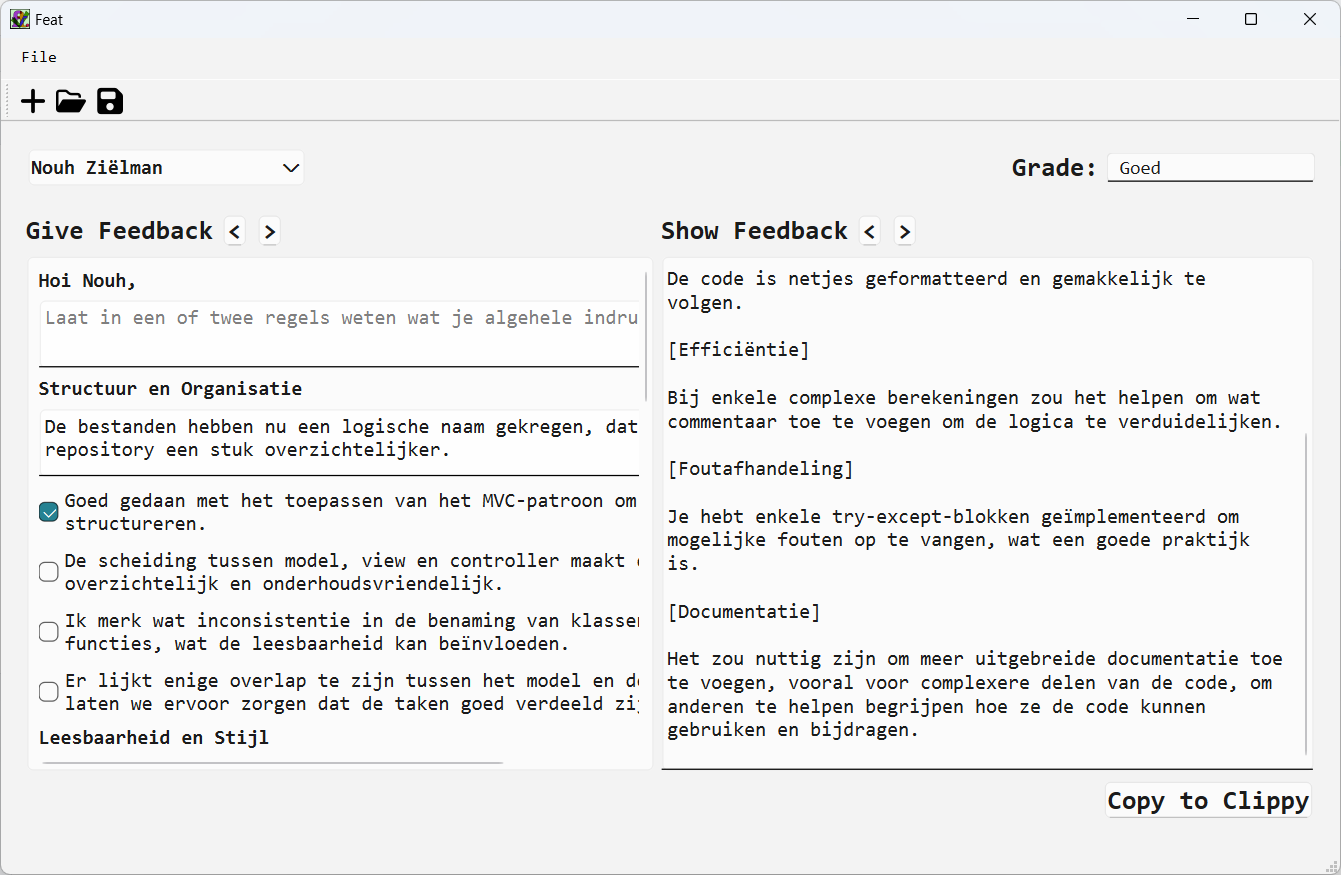 Feat
File
Nouh Ziëlman
Grade: Goed
Give Feedback < >
Hoi Nouh,
Laat in een of twee regels weten wat je algehele indru
Structuur en Organisatie
De bestanden hebben nu een logische naam gekregen, dat
repository een stuk overzichtelijker.
Goed gedaan met het toepassen van het MVC-patroon om
structureren.
De scheiding tussen model, view en controller maakt
overzichtelijk en onderhoudsvriendelijk.
Ik merk wat inconsistentie in de benaming van klassen
functies, wat de leesbaarheid kan beïnvloeden.
Er lijkt enige overlap te zijn tussen het model en de
laten we ervoor zorgen dat de taken goed verdeeld zij
Leesbaarheid en Stijl
Show Feedback < >
De code is netjes geformatteerd en gemakkelijk te
volgen.
[Efficiëntie]
Bij enkele complexe berekeningen zou het helpen om wat
commentaar toe te voegen om de logica te verduidelijken.
[Foutafhandeling]
Je hebt enkele try-except-blokken geïmplementeerd om
mogelijke fouten op te vangen, wat een goede praktijk
is.
[Documentatie]
Het zou nuttig zijn om meer uitgebreide documentatie toe
te voegen, vooral voor complexere delen van de code, om
anderen te helpen begrijpen hoe ze de code kunnen
gebruiken en bijdragen.
Copy to Clippy